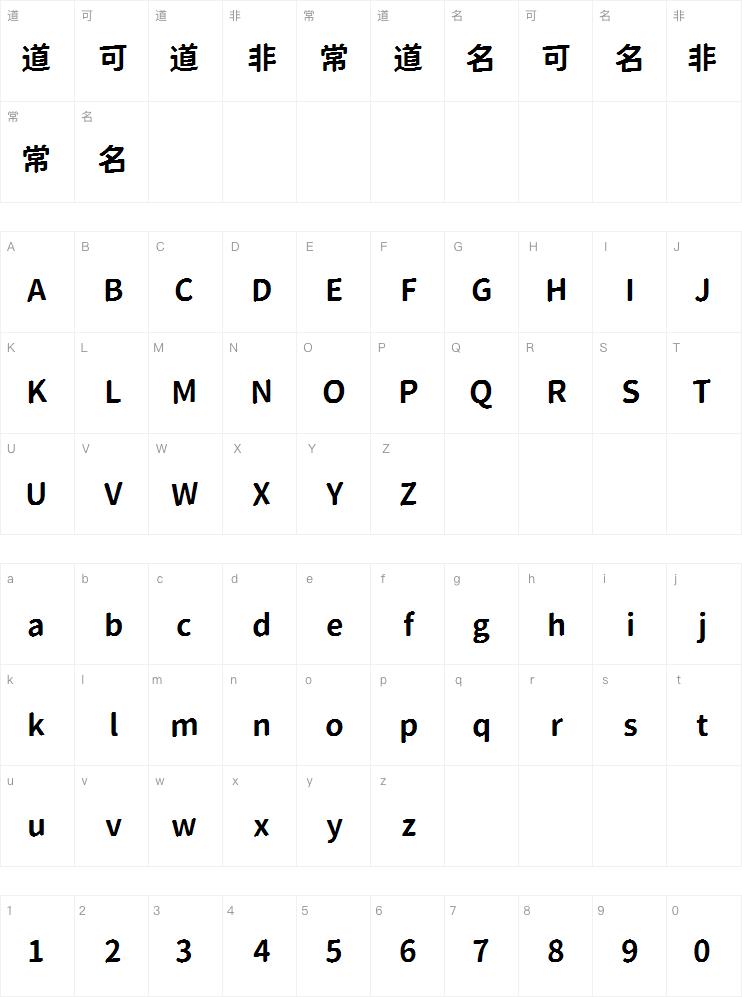 道 可 道 非 常 道 名 可 名 非
道 可 道 非 常 道 名 可 名 非
常 名
常 名
A B C D E F G H I J
A B C D E F G H I J
K L M N O P Q R S T
K L M N O P Q R S T
U V W X Y Z
U V W X Y Z
a b c d e f g h i j
a b c d e f g h i j
k l m n o p q r s t
k l m n o p q r s t
u v w x y z
u v w x y z
1 2 3 4 5 6 7 8 9 0
1 2 3 4 5 6 7 8 9 0